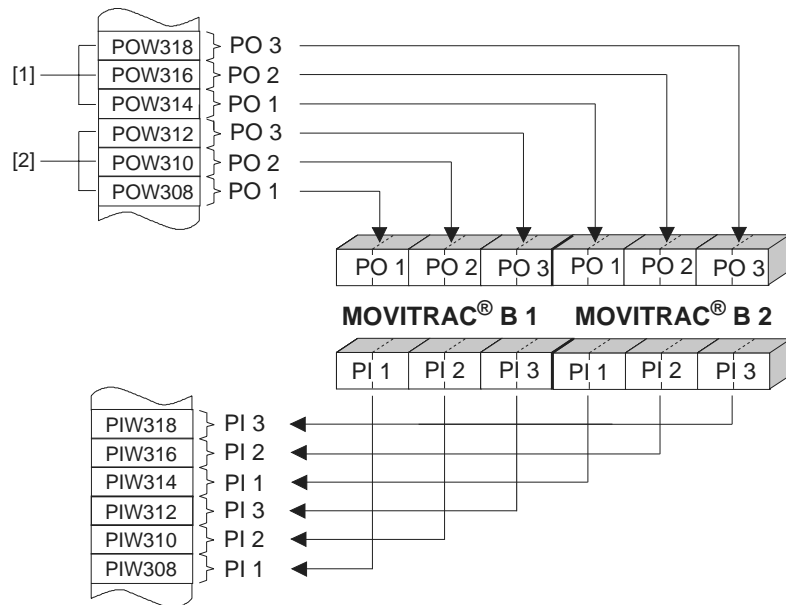 POW318 PO 3
[1] POW316 PO 2
POW314 PO 1
POW312 PO 3
[2] POW310 PO 2
POW308 PO 1
PO 1 PO 2 PO 3 PO 1 PO 2 PO 3
MOVITRAC® B 1 MOVITRAC® B 2
PI 1 PI 2 PI 3 PI 1 PI 2 PI 3
PIW318 PI 3
PIW316 PI 2
PIW314 PI 1
PIW312 PI 3
PIW310 PI 2
PIW308 PI 1